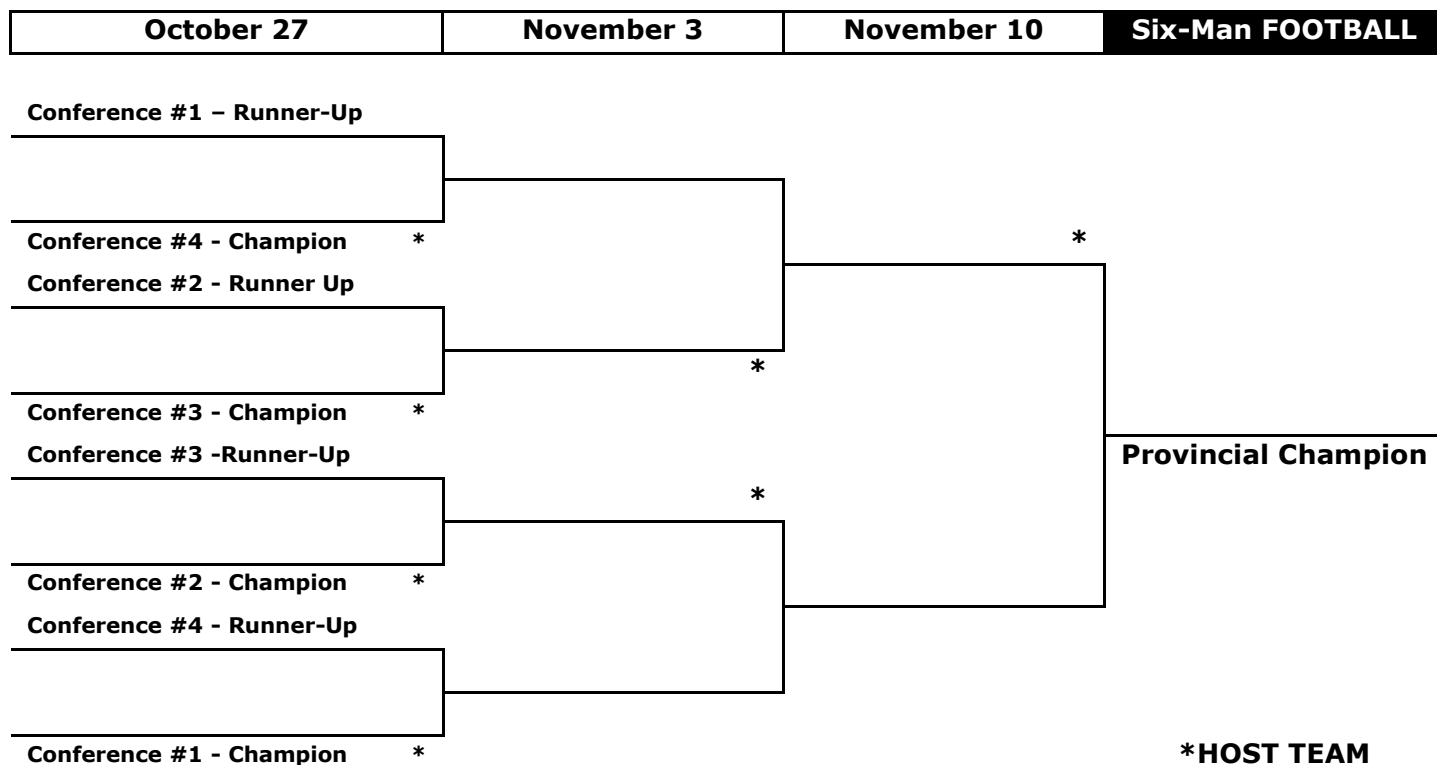 October 27 November 3 November 10 Six-Man FOOTBALL
Conference #1 – Runner-Up
Conference #4 - Champion *
*
Conference #2 - Runner Up
*
Conference #3 - Champion *
Conference #3 -Runner-Up
Provincial Champion
*
Conference #2 - Champion *
Conference #4 - Runner-Up
Conference #1 - Champion *
*HOST TEAM